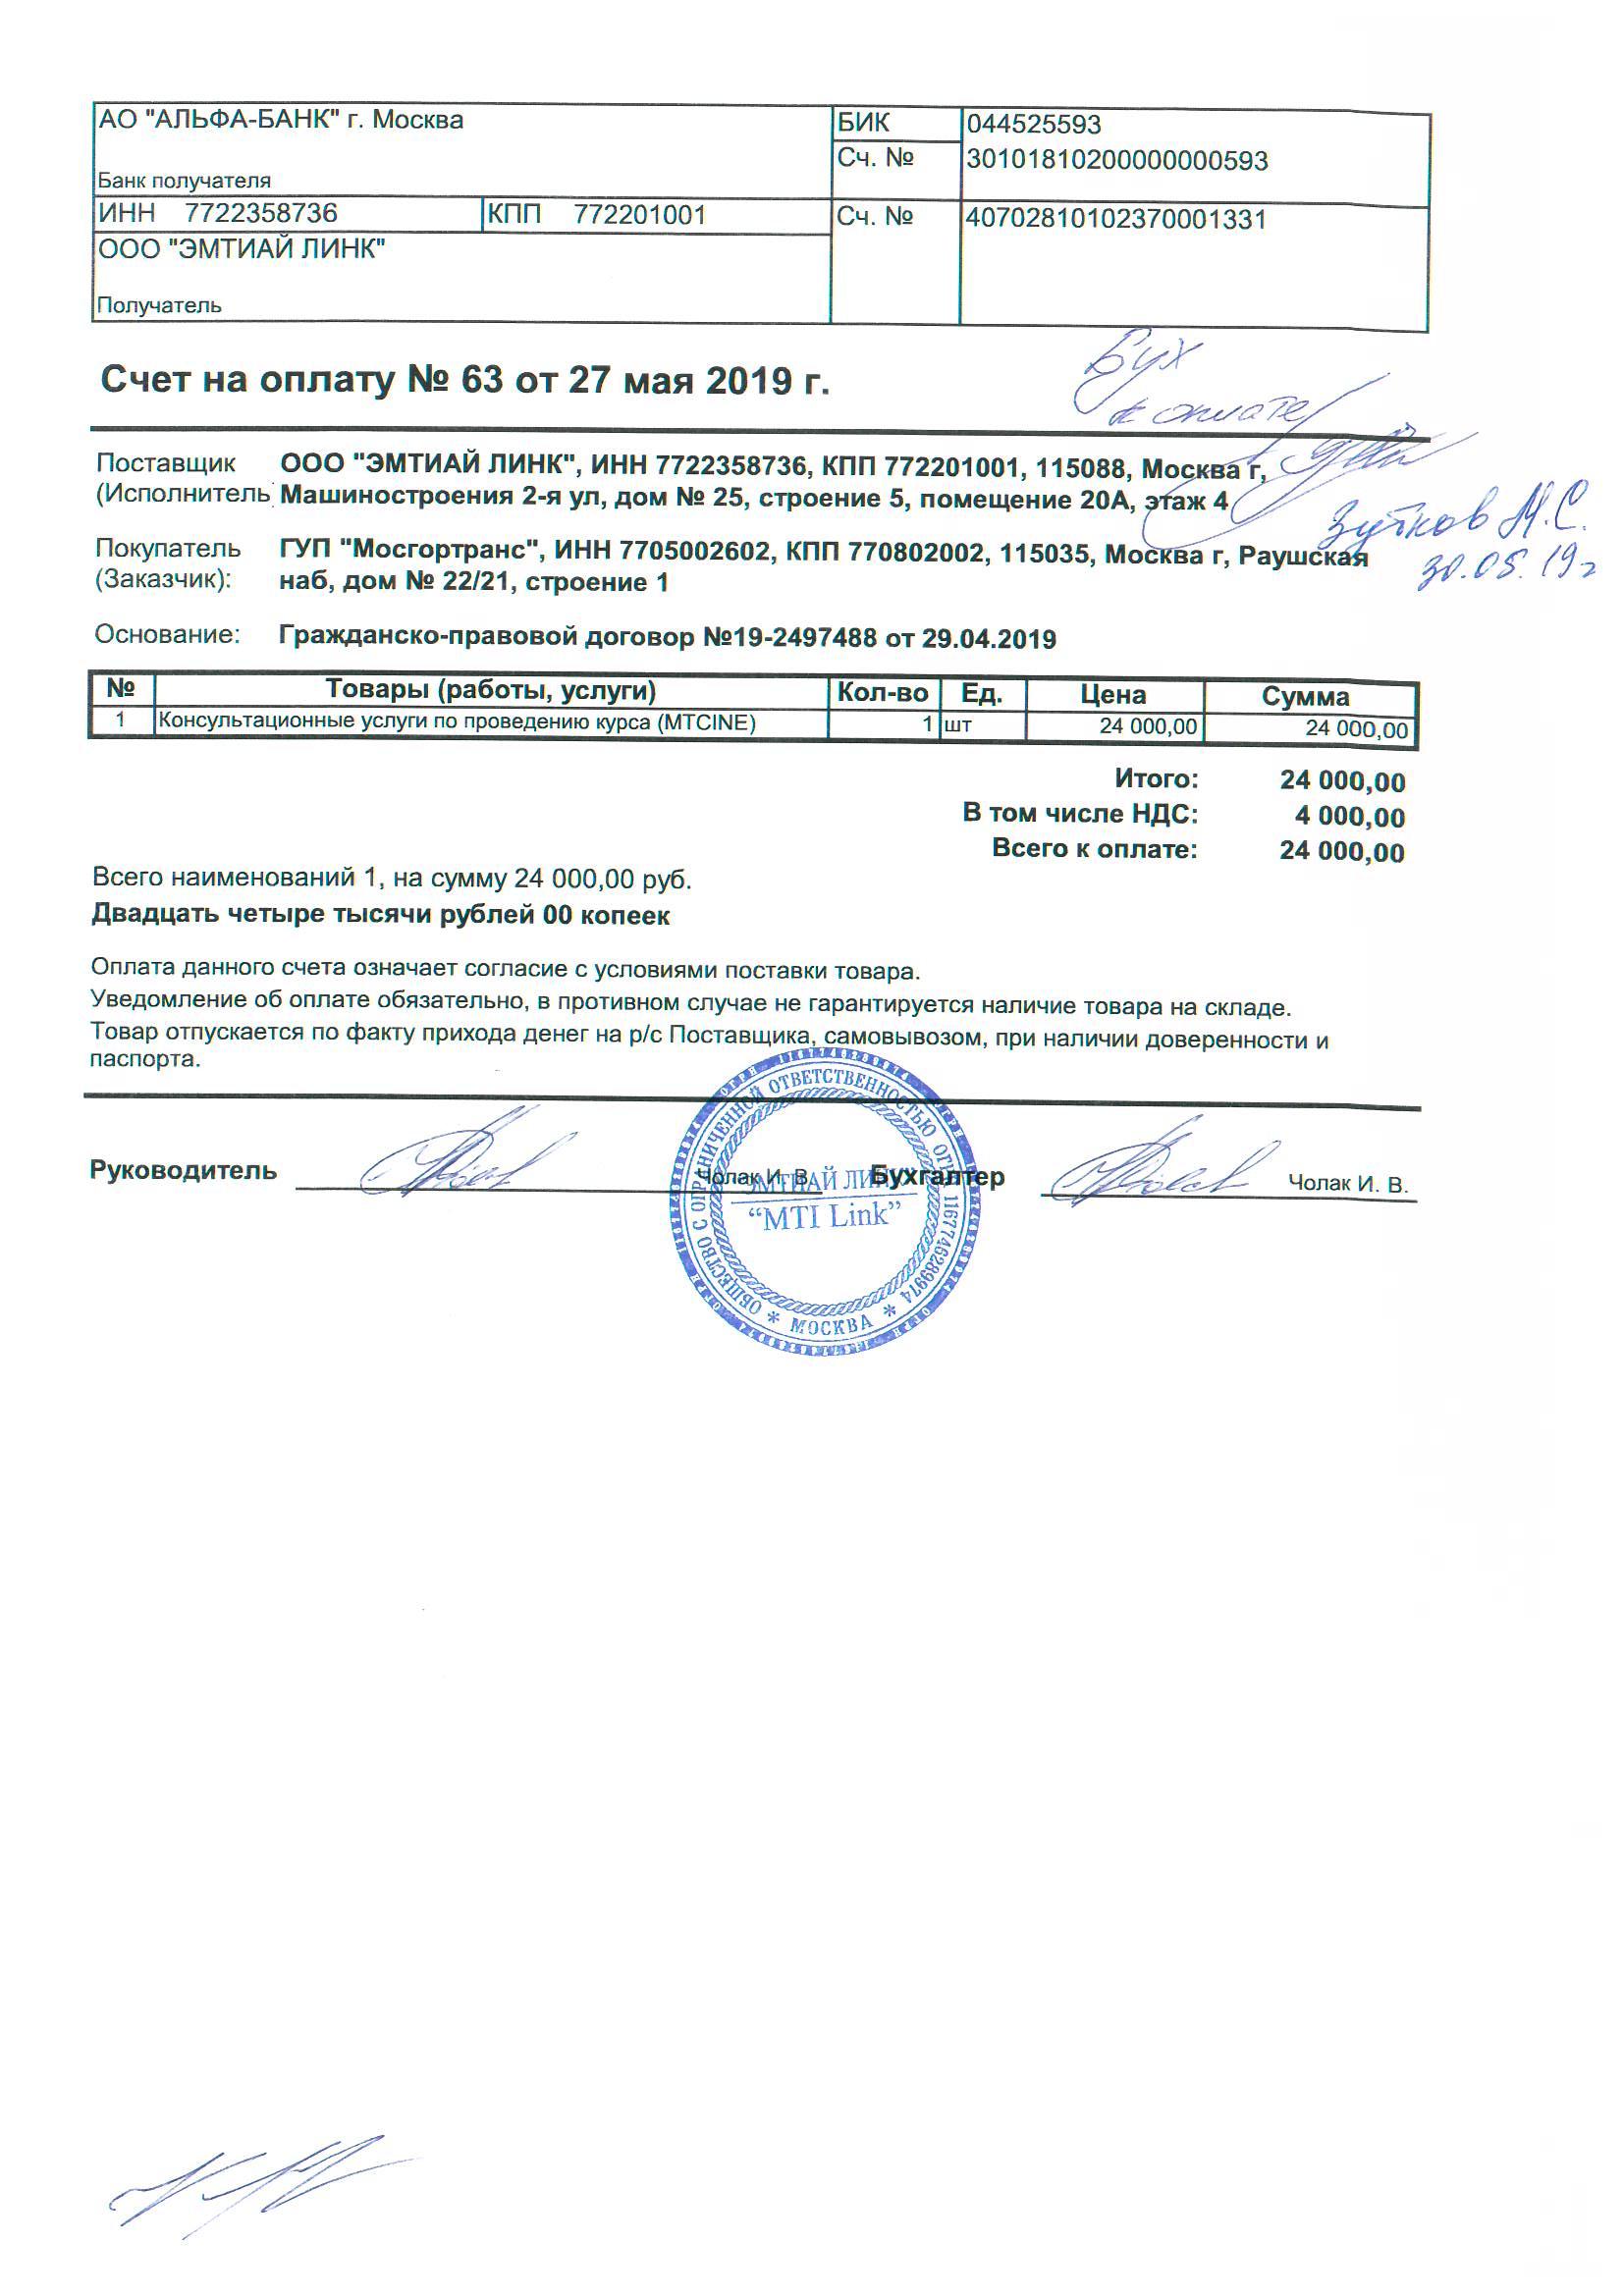 АО "АЛЬФА-БАНК" г. Москва
БИК 044525593
Сч. № 30101810200000000593
Банк получателя
ИНН 7722358736 КПП 772201001 Сч. № 40702810102370001331
ООО "ЭМТИАЙ ЛИНК"
Получатель
Бух
к оплате
Счет на оплату № 63 от 27 мая 2019 г.
Поставщик ООО "ЭМТИАЙ ЛИНК", ИНН 7722358736, КПП 772201001, 115088, Москва г,
(Исполнитель Машиностроения 2-я ул, дом № 25, строение 5, помещение 20А, этаж 4
М.С.
Покупатель ГУП "Мосгортранс", ИНН 7705002602, КПП 770802002, 115035, Москва г, Раушская
(Заказчик): наб, дом № 22/21, строение 1
30.05.19г
Основание: Гражданско-правовой договор №19-2497488 от 29.04.2019
№ Товары (работы, услуги) Кол-во Ед. Цена Сумма
1 Консультационные услуги по проведению курса (MTCINE) 1 шт 24 000,00 24 000,00
Итого: 24 000,00
В том числе НДС: 4 000,00
Всего к оплате: 24 000,00
Всего наименований 1, на сумму 24 000,00 руб.
Двадцать четыре тысячи рублей 00 копеек
Оплата данного счета означает согласие с условиями поставки товара.
Уведомление об оплате обязательно, в противном случае не гарантируется наличие товара на складе.
Товар отпускается по факту прихода денег на р/с Поставщика, самовывозом, при наличии доверенности и
паспорта.
Руководитель Чолак И. В. Бухгалтер Чолак И. В.
ОБЩЕСТВО С ОГРАНИЧЕННОЙ ОТВЕТСТВЕННОСТЬЮ ОГРН 1167746289974
* МОСКВА *
"ЭМТИАЙ ЛИНК"
“MTI Link”